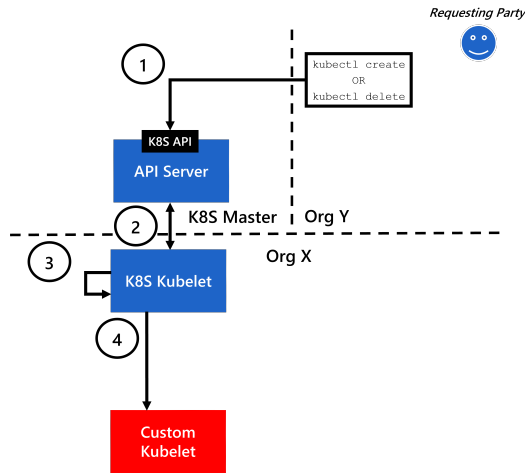 Requesting Party
1
kubectl create
OR
kubectl delete
K8S API
API Server
2
K8S Master
Org Y
3
Org X
K8S Kubelet
4
Custom
Kubelet